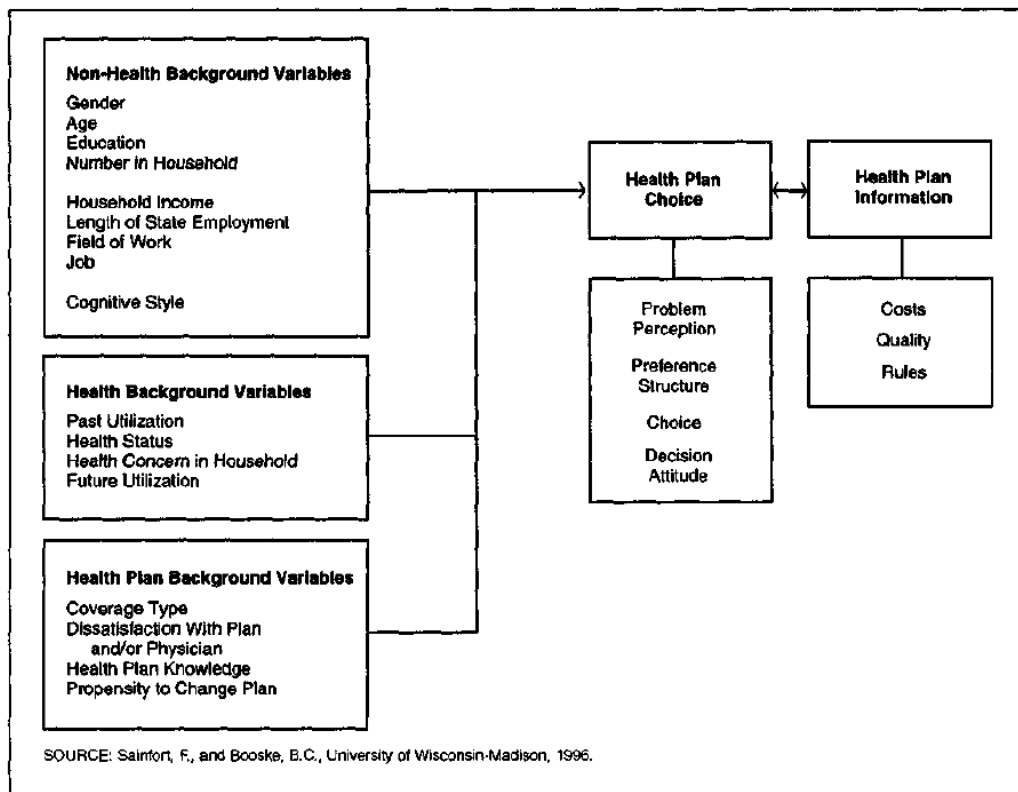 Non-Health Background Variables
Gender
Age
Education
Number in Household
Household Income
Length of State Employment
Field of Work
Job
Cognitive Style
Health Background Variables
Past Utilization
Health Status
Health Concern in Household
Future Utilization
Health Plan Background Variables
Coverage Type
Dissatisfaction With Plan
and/or Physician
Health Plan Knowledge
Propensity to Change Plan
Health Plan
Choice
Problem
Perception
Preference
Structure
Choice
Decision
Attitude
Health Plan
Information
Costs
Quality
Rules
SOURCE: Sainfort, F., and Booske, B.C., University of Wisconsin-Madison, 1996.